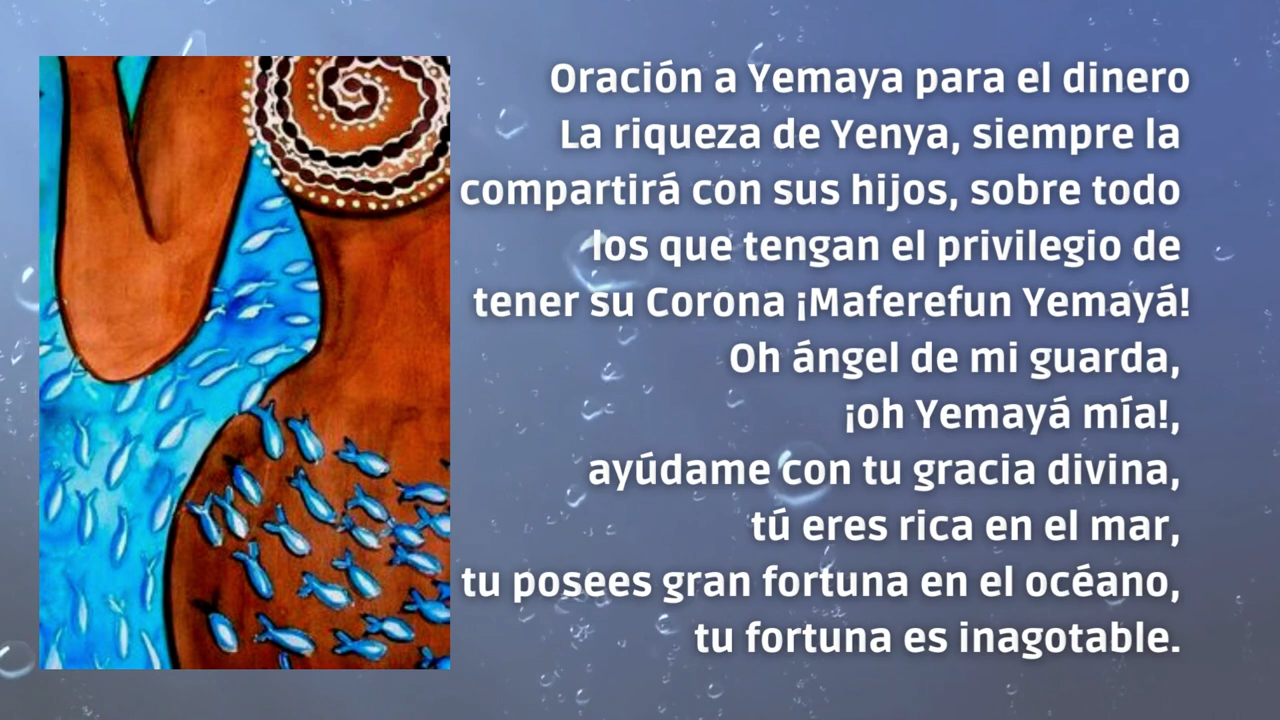 Oración a Yemaya para el dinero
La riqueza de Yenya, siempre la
compartirá con sus hijos, sobre todo
los que tengan el privilegio de
tener su Corona ¡Maferefun Yemayá!
Oh ángel de mi guarda,
¡oh Yemayá mía!,
ayúdame con tu gracia divina,
tú eres rica en el mar,
tu posees gran fortuna en el océano,
tu fortuna es inagotable.